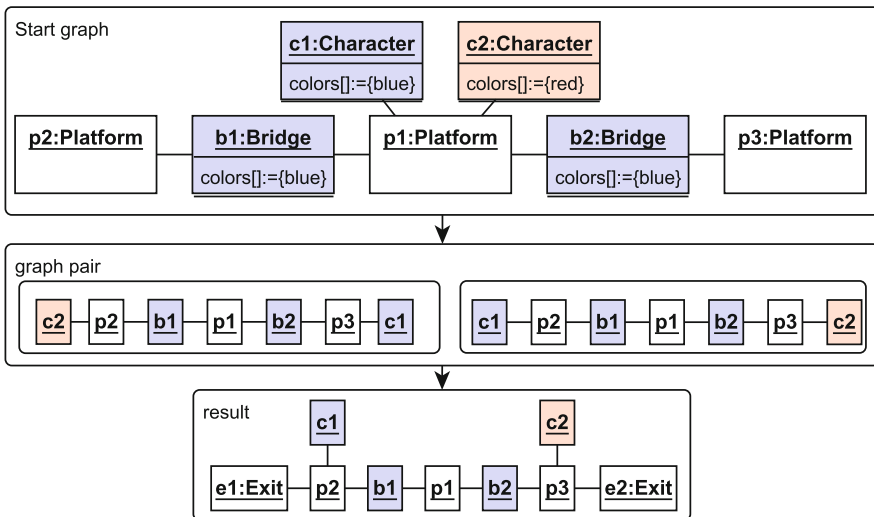 Start graph
c1:Character
colors[]:={blue}
c2:Character
colors[]:={red}
p2:Platform
b1:Bridge
colors[]:={blue}
p1:Platform
b2:Bridge
colors[]:={blue}
p3:Platform
graph pair
c2 p2 b1 p1 b2 p3 c1
c1 p2 b1 p1 b2 p3 c2
result
c1 c2
e1:Exit p2 b1 p1 b2 p3 e2:Exit